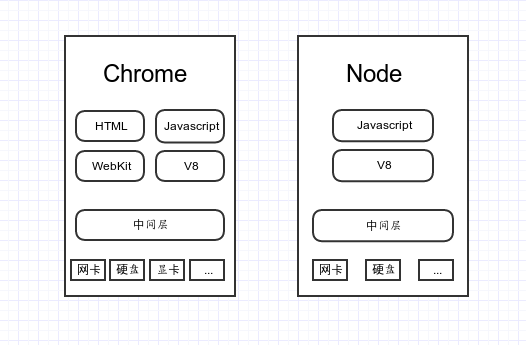 Chrome
HTML
Javascript
WebKit
V8
中间层
网卡
硬盘
显卡
...
Node
Javascript
V8
中间层
网卡
硬盘
...